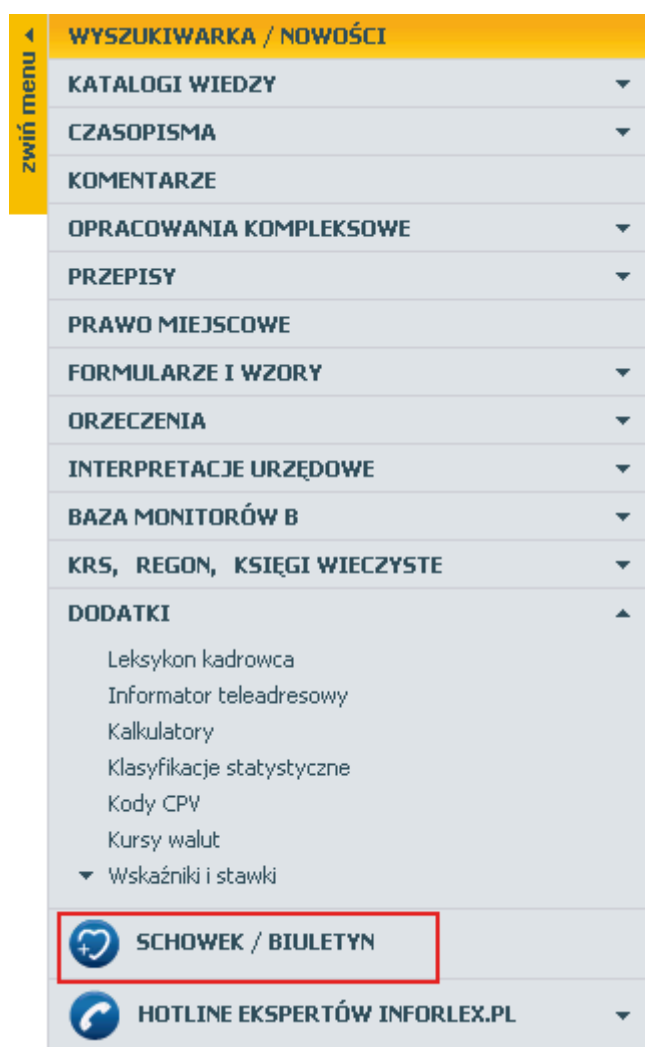 zwiń menu
WYSZUKIWARKA / NOWOŚCI
KATALOGI WIEDZY
CZASOPISMA
KOMENTARZE
OPRACOWANIA KOMPLEKSOWE
PRZEPISY
PRAWO MIEJSCOWE
FORMULARZE I WZORY
ORZECZENIA
INTERPRETACJE URZĘDOWE
BAZA MONITORÓW B
KRS, REGON, KSIĘGI WIECZYSTE
DODATKI
Leksykon kadrowca
Informator teleadresowy
Kalkulatory
Klasyfikacje statystyczne
Kody CPV
Kursy walut
Wskaźniki i stawki
SCHOWEK / BIULETYN
HOTLINE EKSPERTÓW INFORLEX.PL